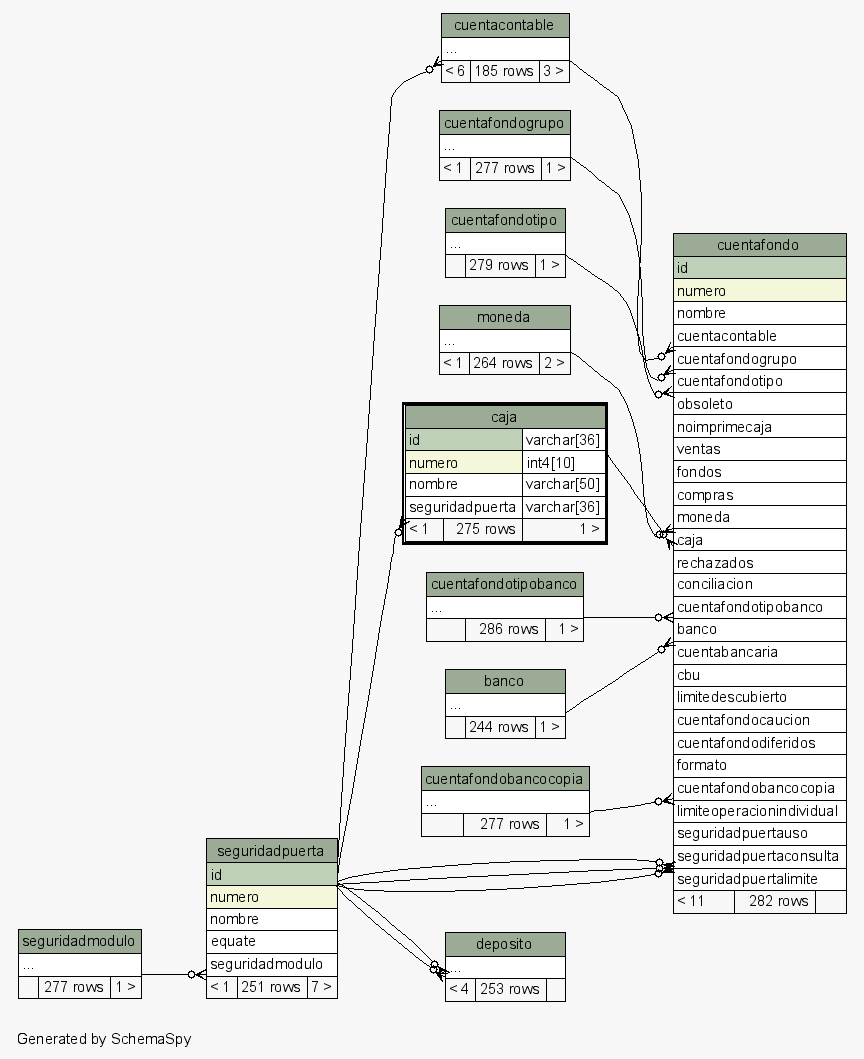 cuentacontable
...
< 6 185 rows 3 >
cuentafondogrupo
...
< 1 277 rows 1 >
cuentafondotipo
...
279 rows 1 >
moneda
...
< 1 264 rows 2 >
caja
id varchar[36]
numero int4[10]
nombre varchar[50]
seguridadpuerta varchar[36]
< 1 275 rows 1 >
cuentafondotipobanco
...
286 rows 1 >
banco
...
244 rows 1 >
cuentafondobancocopia
...
277 rows 1 >
cuentafondo
id
numero
nombre
cuentacontable
cuentafondogrupo
cuentafondotipo
obsoleto
noimprimecaja
ventas
fondos
compras
moneda
caja
rechazados
conciliacion
cuentafondotipobanco
banco
cuentabancaria
cbu
limitedescubierto
cuentafondocaucion
cuentafondodiferidos
formato
cuentafondobancocopia
limiteoperacionindividual
seguridadpuertauso
seguridadpuertaconsulta
seguridadpuertalimite
< 11 282 rows
seguridadpuerta
id
numero
nombre
equate
seguridadmodulo
< 1 251 rows 7 >
seguridadmodulo
...
277 rows 1 >
deposito
...
< 4 253 rows
Generated by SchemaSpy